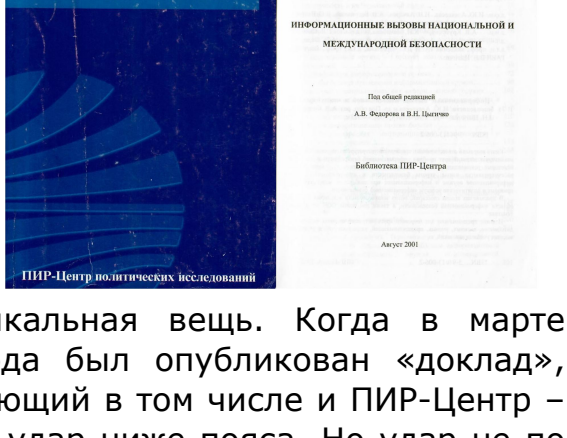 ПИР-Центр политических исследований
ИНФОРМАЦИОННЫЕ ВЫЗОВЫ НАЦИОНАЛЬНОЙ И
МЕЖДУНАРОДНОЙ БЕЗОПАСНОСТИ
Под общей редакцией
А.В. Федорова и В.Н. Цыгичко
Библиотека ПИР-Центра
Август 2001
икальная вещь. Когда в марте
да был опубликован «доклад»,
ющий в том числе и ПИР-Центр –
удар ниже пояса. Но удар не по